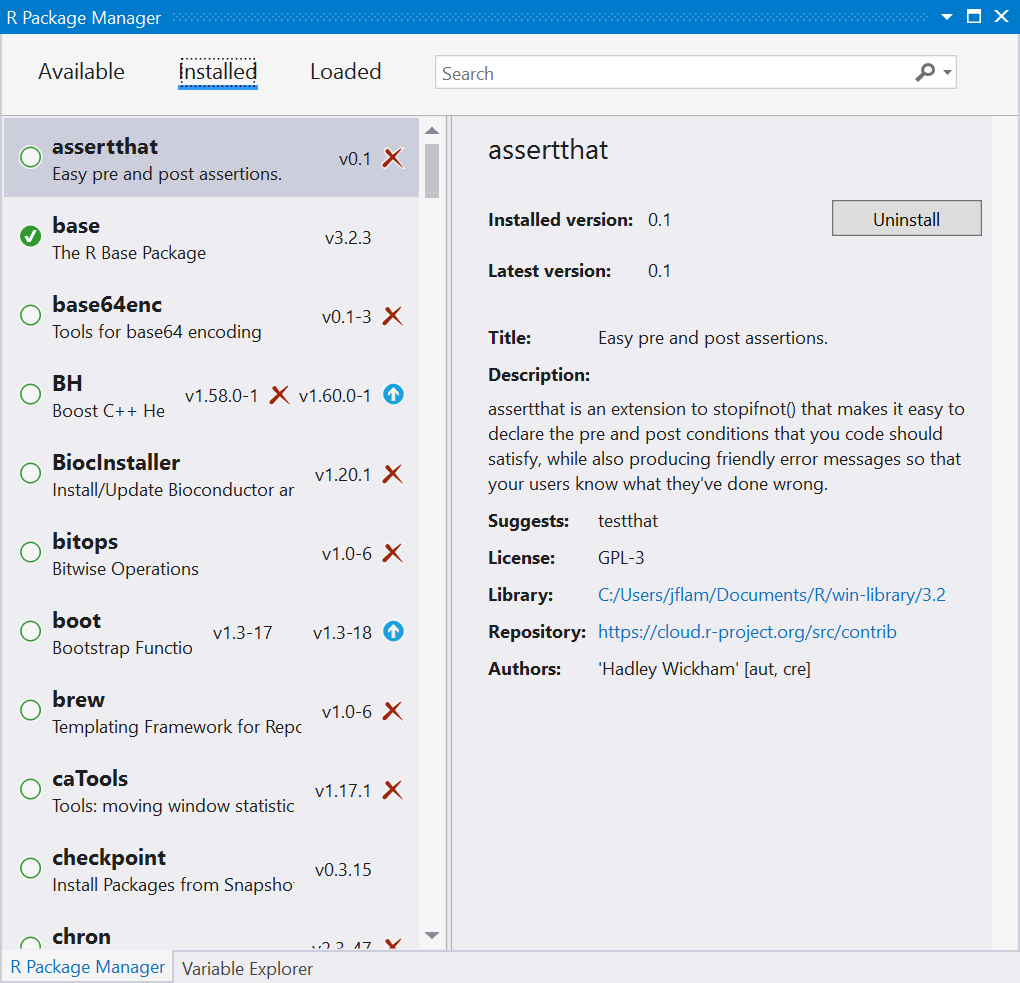 R Package Manager
Available Installed Loaded Search
assertthat
Easy pre and post assertions.
v0.1
base
The R Base Package
v3.2.3
base64enc
Tools for base64 encoding
v0.1-3
BH
Boost C++ He
v1.58.0-1 v1.60.0-1
BiocInstaller
Install/Update Bioconductor ar
v1.20.1
bitops
Bitwise Operations
v1.0-6
boot
Bootstrap Functio
v1.3-17 v1.3-18
brew
Templating Framework for Repo
v1.0-6
caTools
Tools: moving window statistic
v1.17.1
checkpoint
Install Packages from Snapsho
v0.3.15
chron
v2.3-47
assertthat
Installed version: 0.1
Uninstall
Latest version: 0.1
Title: Easy pre and post assertions.
Description:
assertthat is an extension to stopifnot() that makes it easy to
declare the pre and post conditions that you code should
satisfy, while also producing friendly error messages so that
your users know what they've done wrong.
Suggests: testthat
License: GPL-3
Library: C:/Users/jflam/Documents/R/win-library/3.2
Repository: https://cloud.r-project.org/src/contrib
Authors: 'Hadley Wickham' [aut, cre]
R Package Manager Variable Explorer